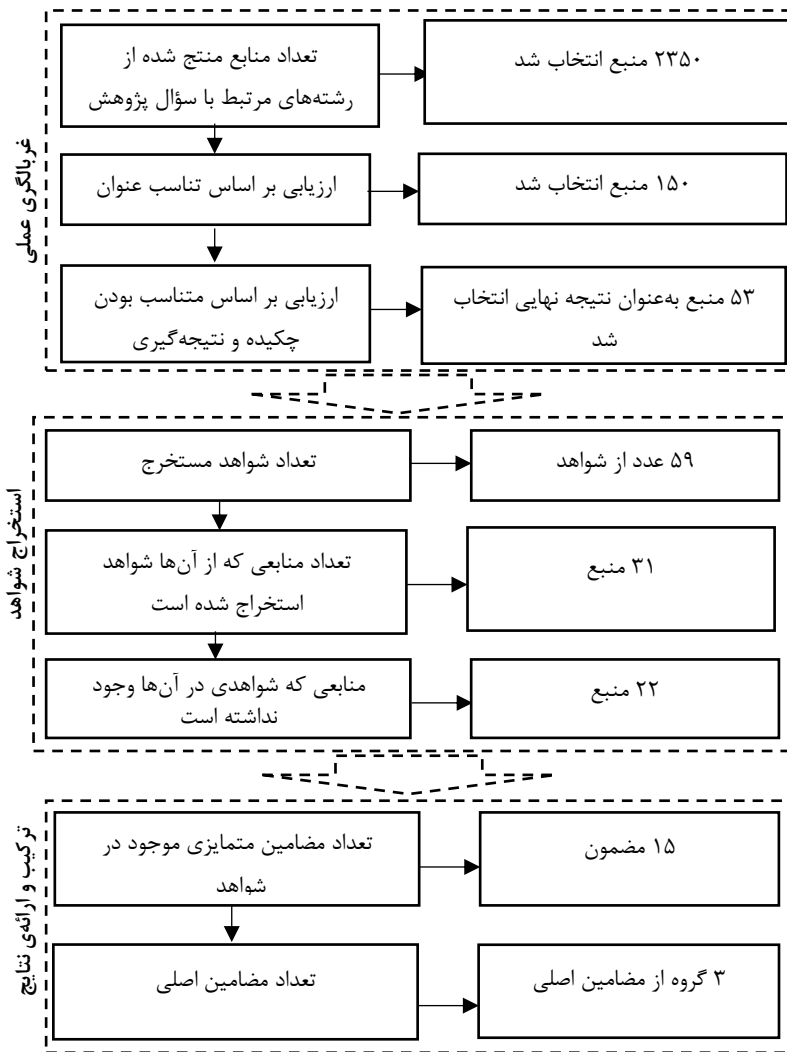 غربالگری عملی
تعداد منابع منتج شده از
رشته‌های مرتبط با سؤال پژوهش
۲۳۵۰ منبع انتخاب شد
ارزیابی بر اساس تناسب عنوان
۱۵۰ منبع انتخاب شد
ارزیابی بر اساس متناسب بودن
چکیده و نتیجه‌گیری
۵۳ منبع به‌عنوان نتیجه نهایی انتخاب
شد
استخراج شواهد
تعداد شواهد مستخرج
۵۹ عدد از شواهد
تعداد منابعی که از آن‌ها شواهد
استخراج شده است
۳۱ منبع
منابعی که شواهدی در آن‌ها وجود
نداشته است
۲۲ منبع
ترکیب و ارائه‌ی نتایج
تعداد مضامین متمایزی موجود در
شواهد
۱۵ مضمون
تعداد مضامین اصلی
۳ گروه از مضامین اصلی